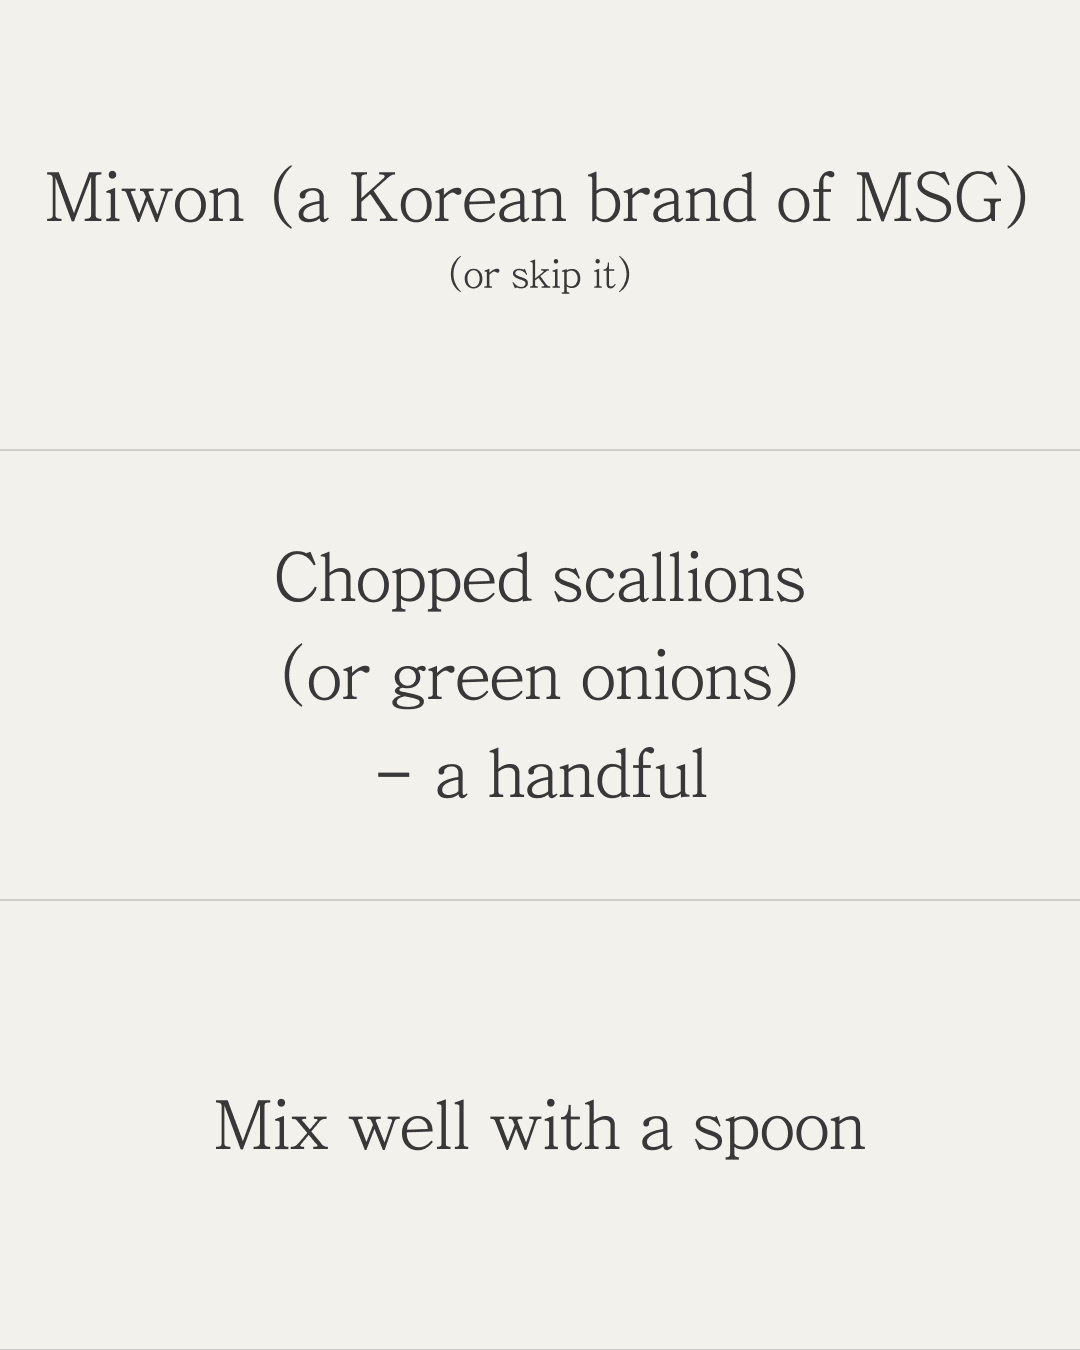 Miwon (a Korean brand of MSG)
(or skip it)
Chopped scallions
(or green onions)
– a handful
Mix well with a spoon